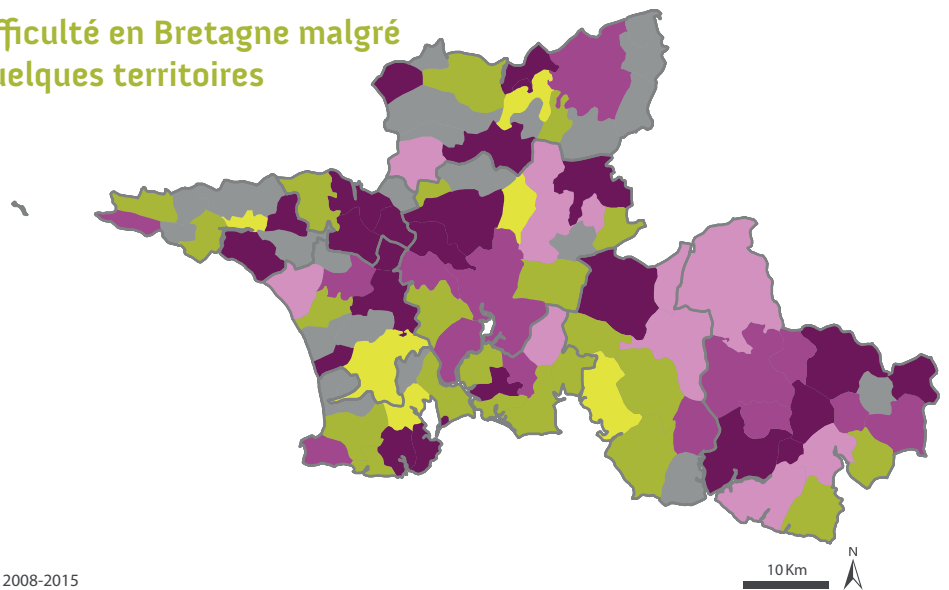 fficulté en Bretagne malgré
uelques territoires
2008-2015
10 Km
N